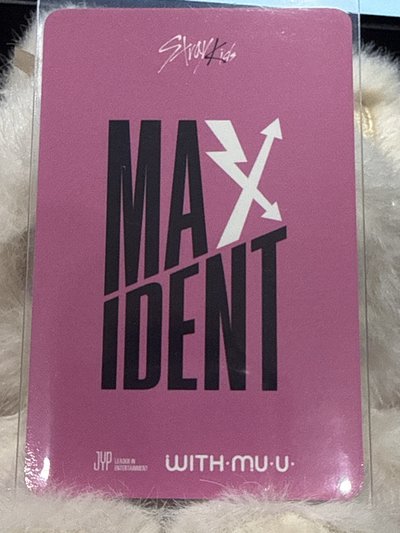 Stray Kids
MAX
IDENT
JYP LEADER IN
ENTERTAINMENT
WITH·MU·U·